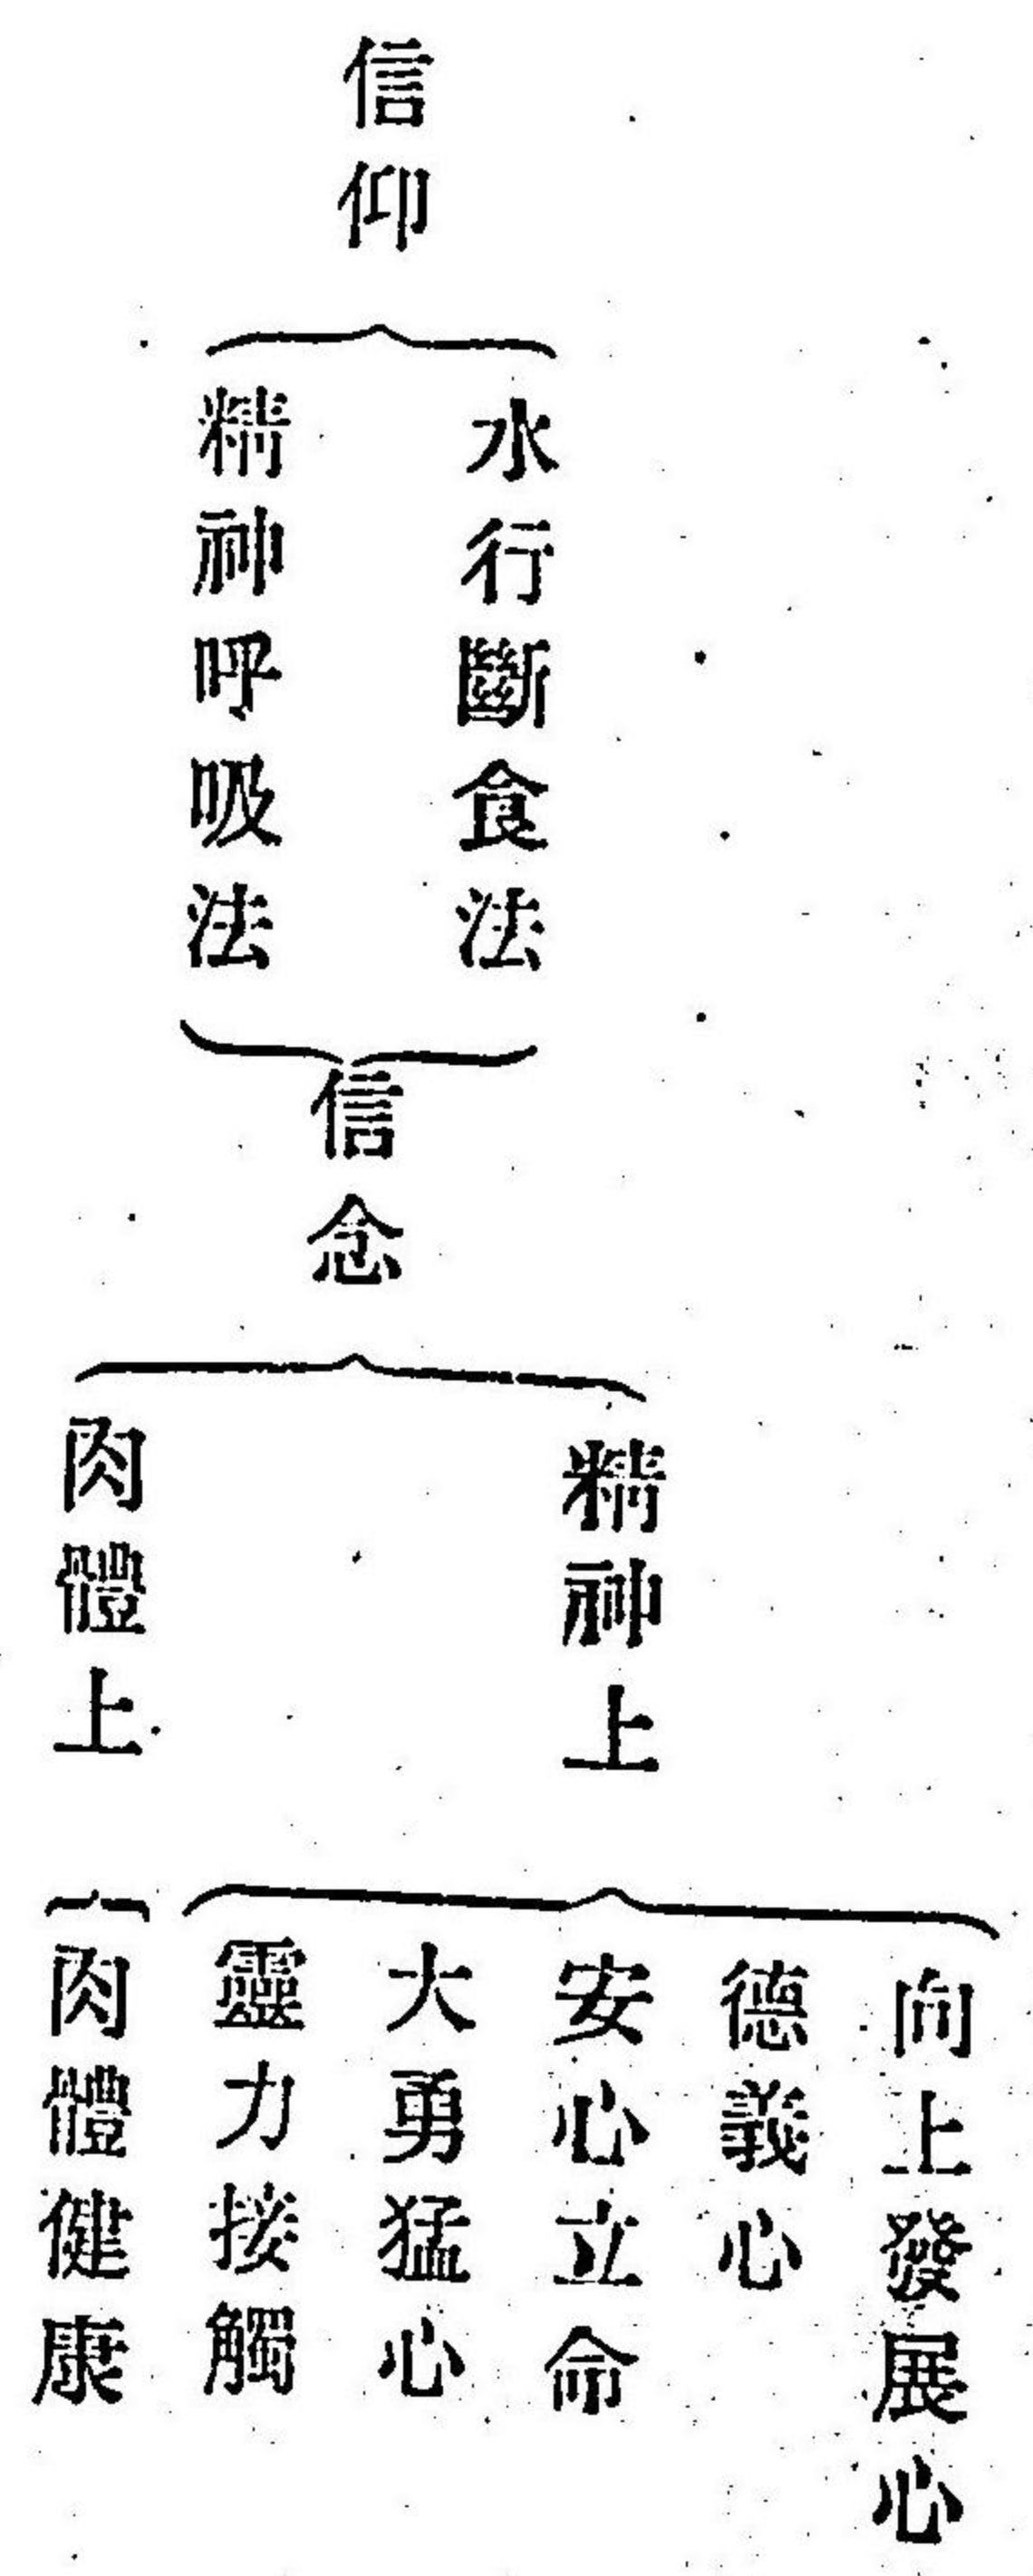 信仰
水行斷食法
精神呼吸法
信念
精神上
肉體上
向上發展心
德義心
安心立命
大勇猛心
靈力接觸
肉體健康